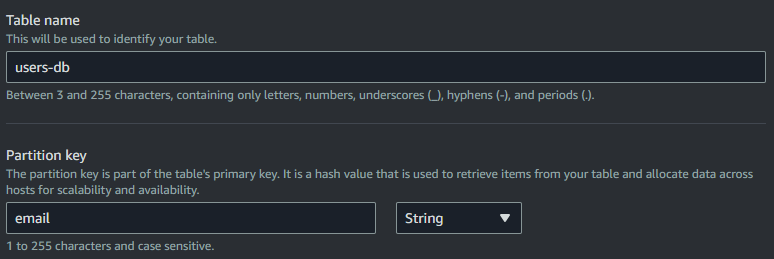 Table name
This will be used to identify your table.
users-db
Between 3 and 255 characters, containing only letters, numbers, underscores (_), hyphens (-), and periods (.).
Partition key
The partition key is part of the table's primary key. It is a hash value that is used to retrieve items from your table and allocate data across
hosts for scalability and availability.
email
String
1 to 255 characters and case sensitive.